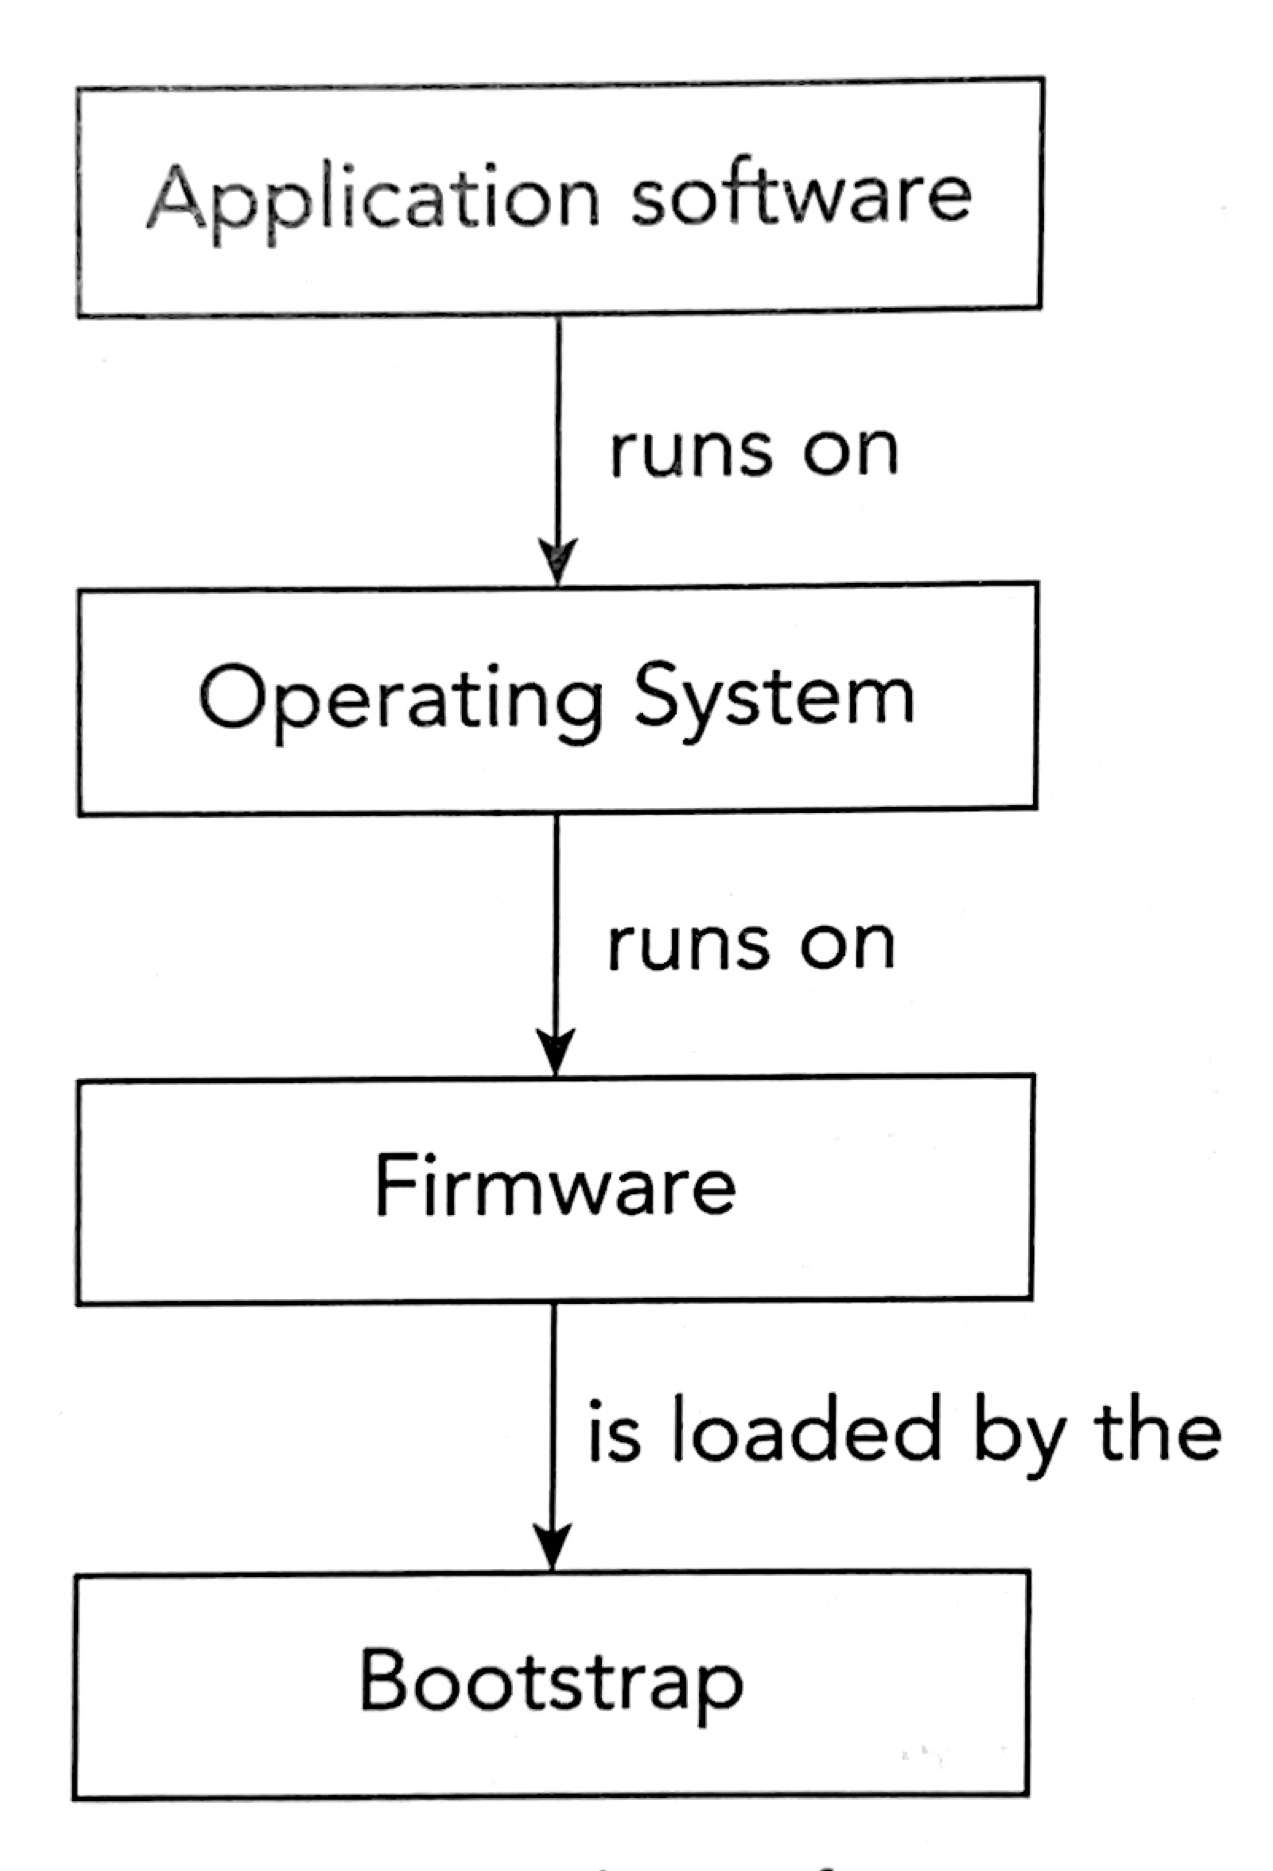 Application software
runs on
Operating System
runs on
Firmware
is loaded by the
Bootstrap